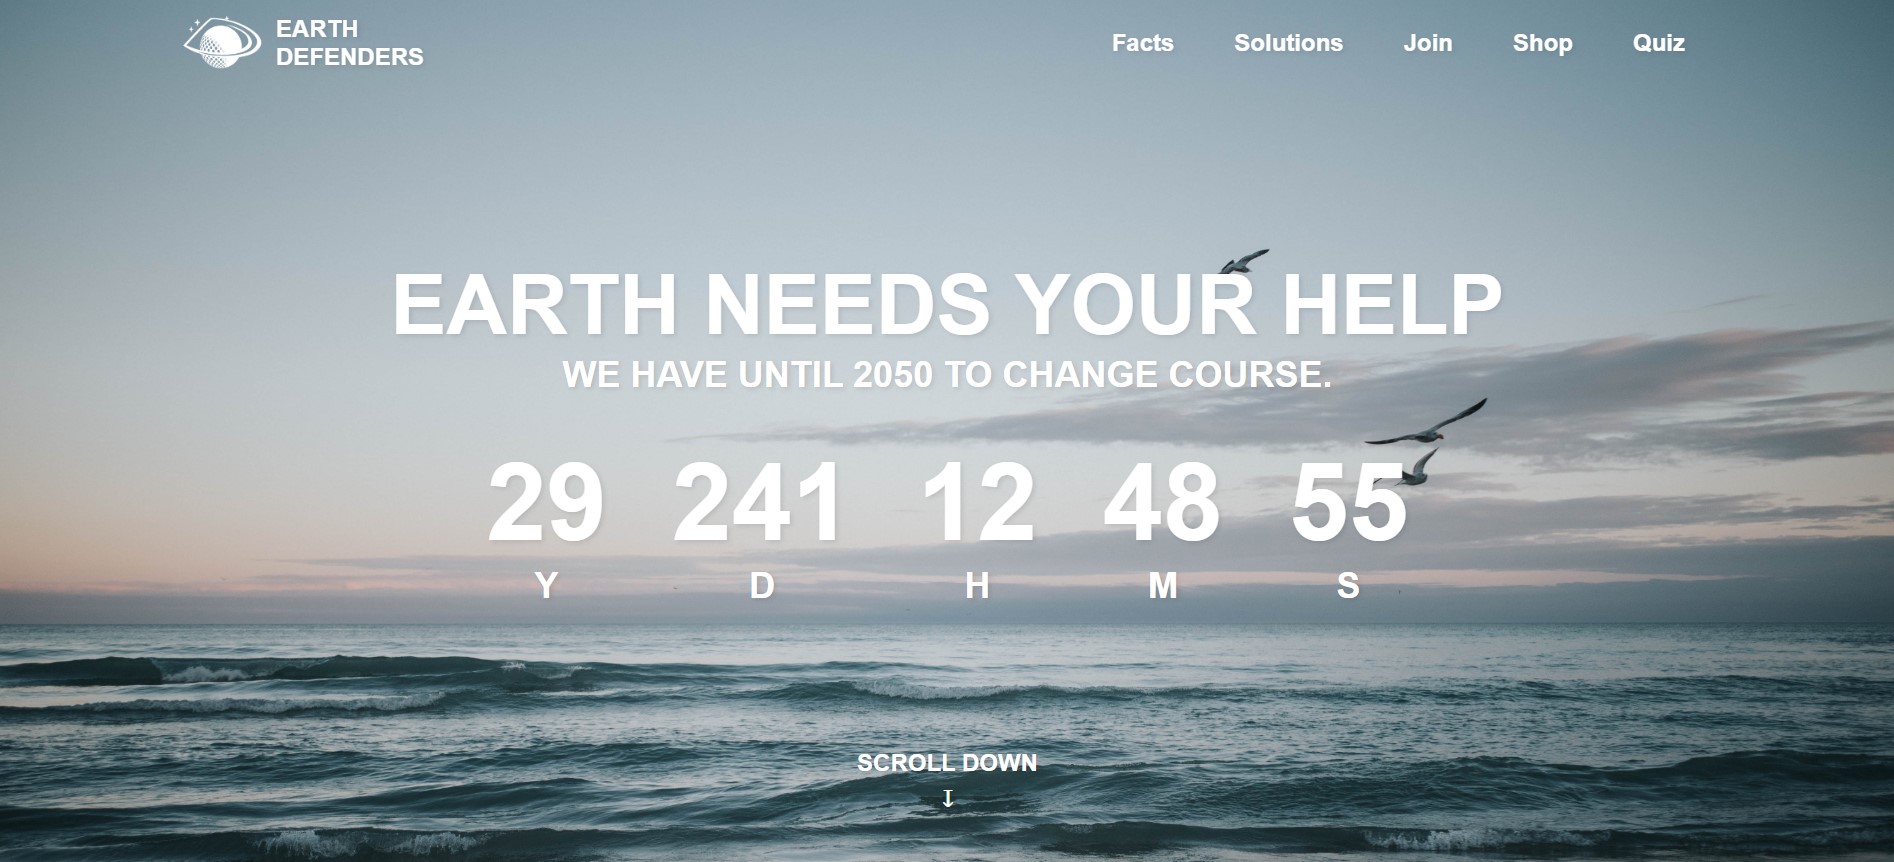 EARTH
DEFENDERS
Facts Solutions Join Shop Quiz
EARTH NEEDS YOUR HELP
WE HAVE UNTIL 2050 TO CHANGE COURSE.
29 241 12 48 55
Y D H M S
SCROLL DOWN
↓